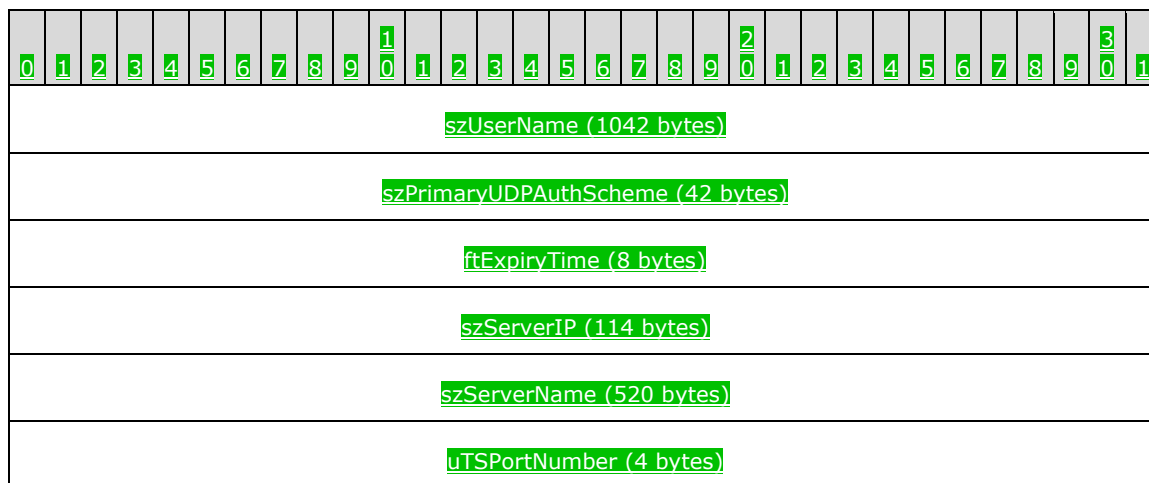 1 2 3
0 1 2 3 4 5 6 7 8 9 0 1 2 3 4 5 6 7 8 9 0 1 2 3 4 5 6 7 8 9 0 1
szUserName (1042 bytes)
szPrimaryUDPAuthScheme (42 bytes)
ftExpiryTime (8 bytes)
szServerIP (114 bytes)
szServerName (520 bytes)
uTSPortNumber (4 bytes)